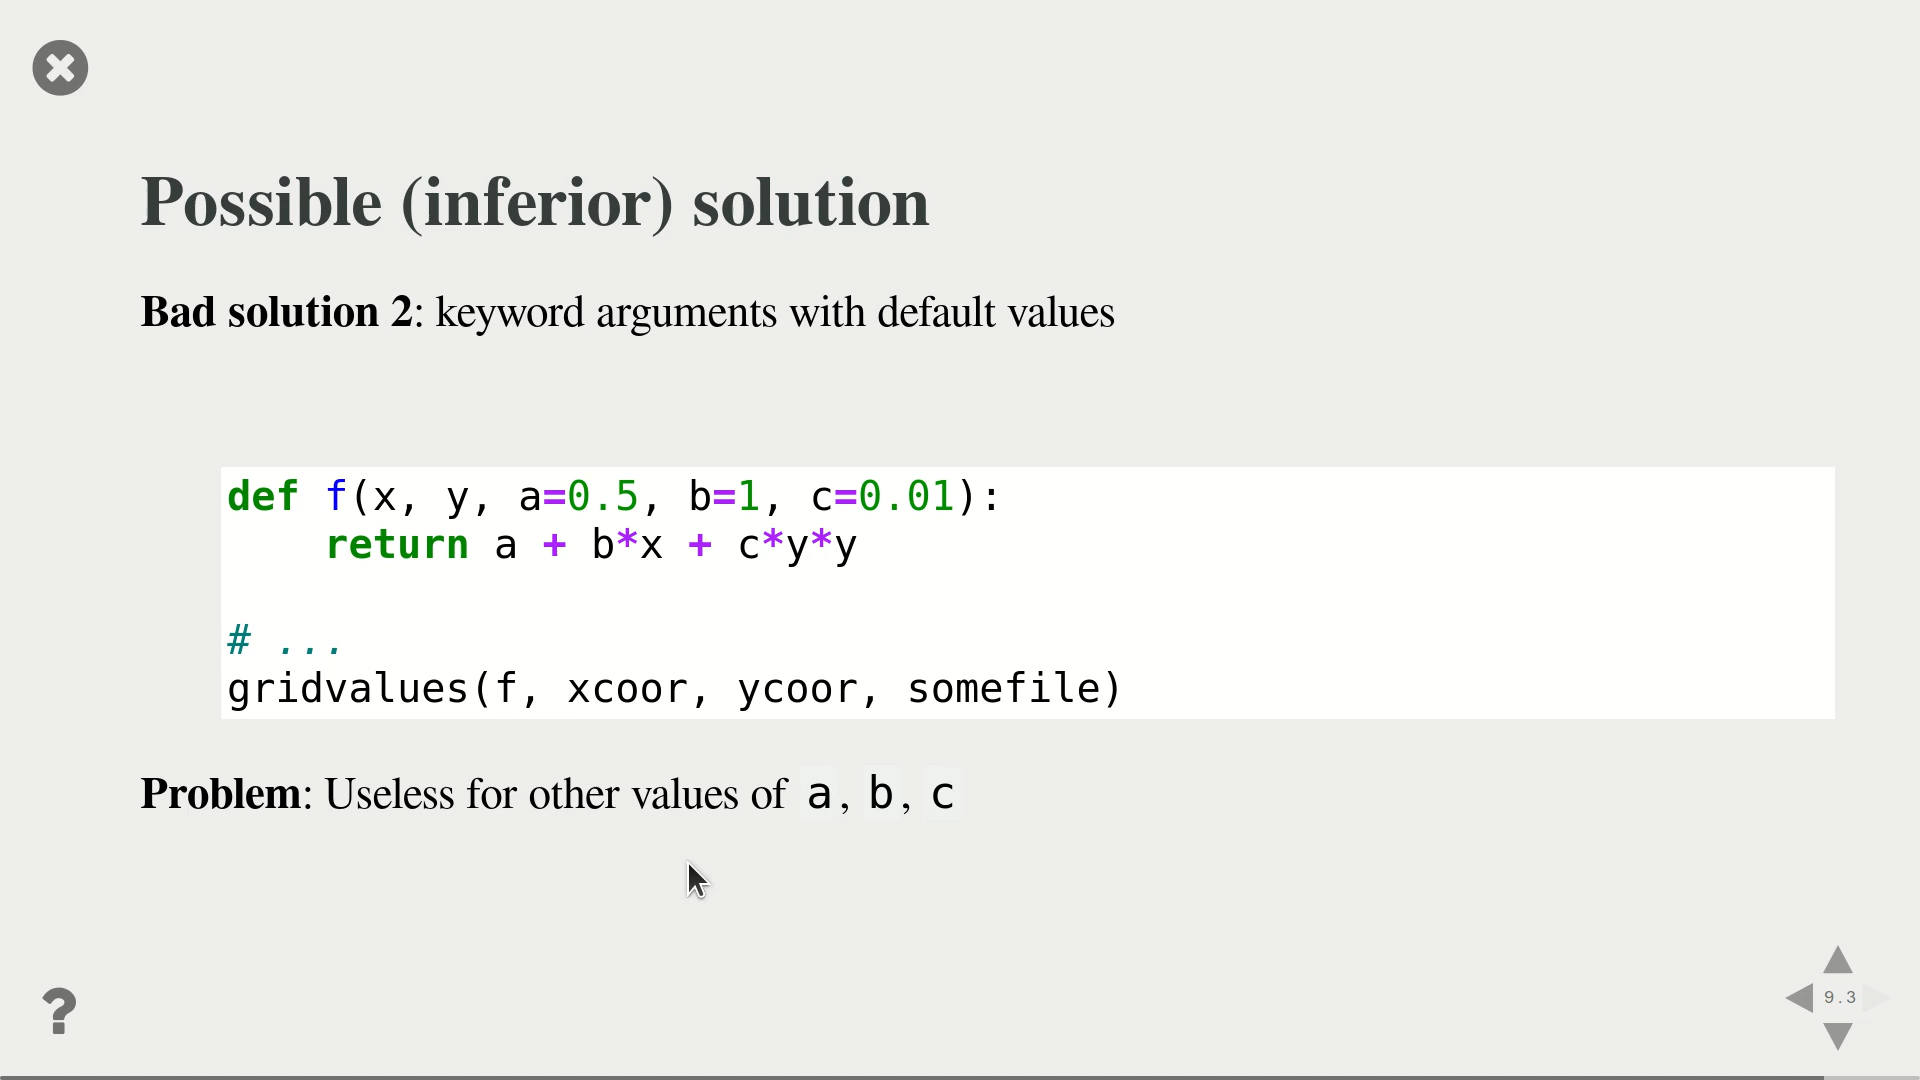 Possible (inferior) solution
Bad solution 2: keyword arguments with default values
def f(x, y, a=0.5, b=1, c=0.01):
    return a + b*x + c*y*y
# ...
gridvalues(f, xcoor, ycoor, somefile)
Problem: Useless for other values of a, b, c
?
9.3